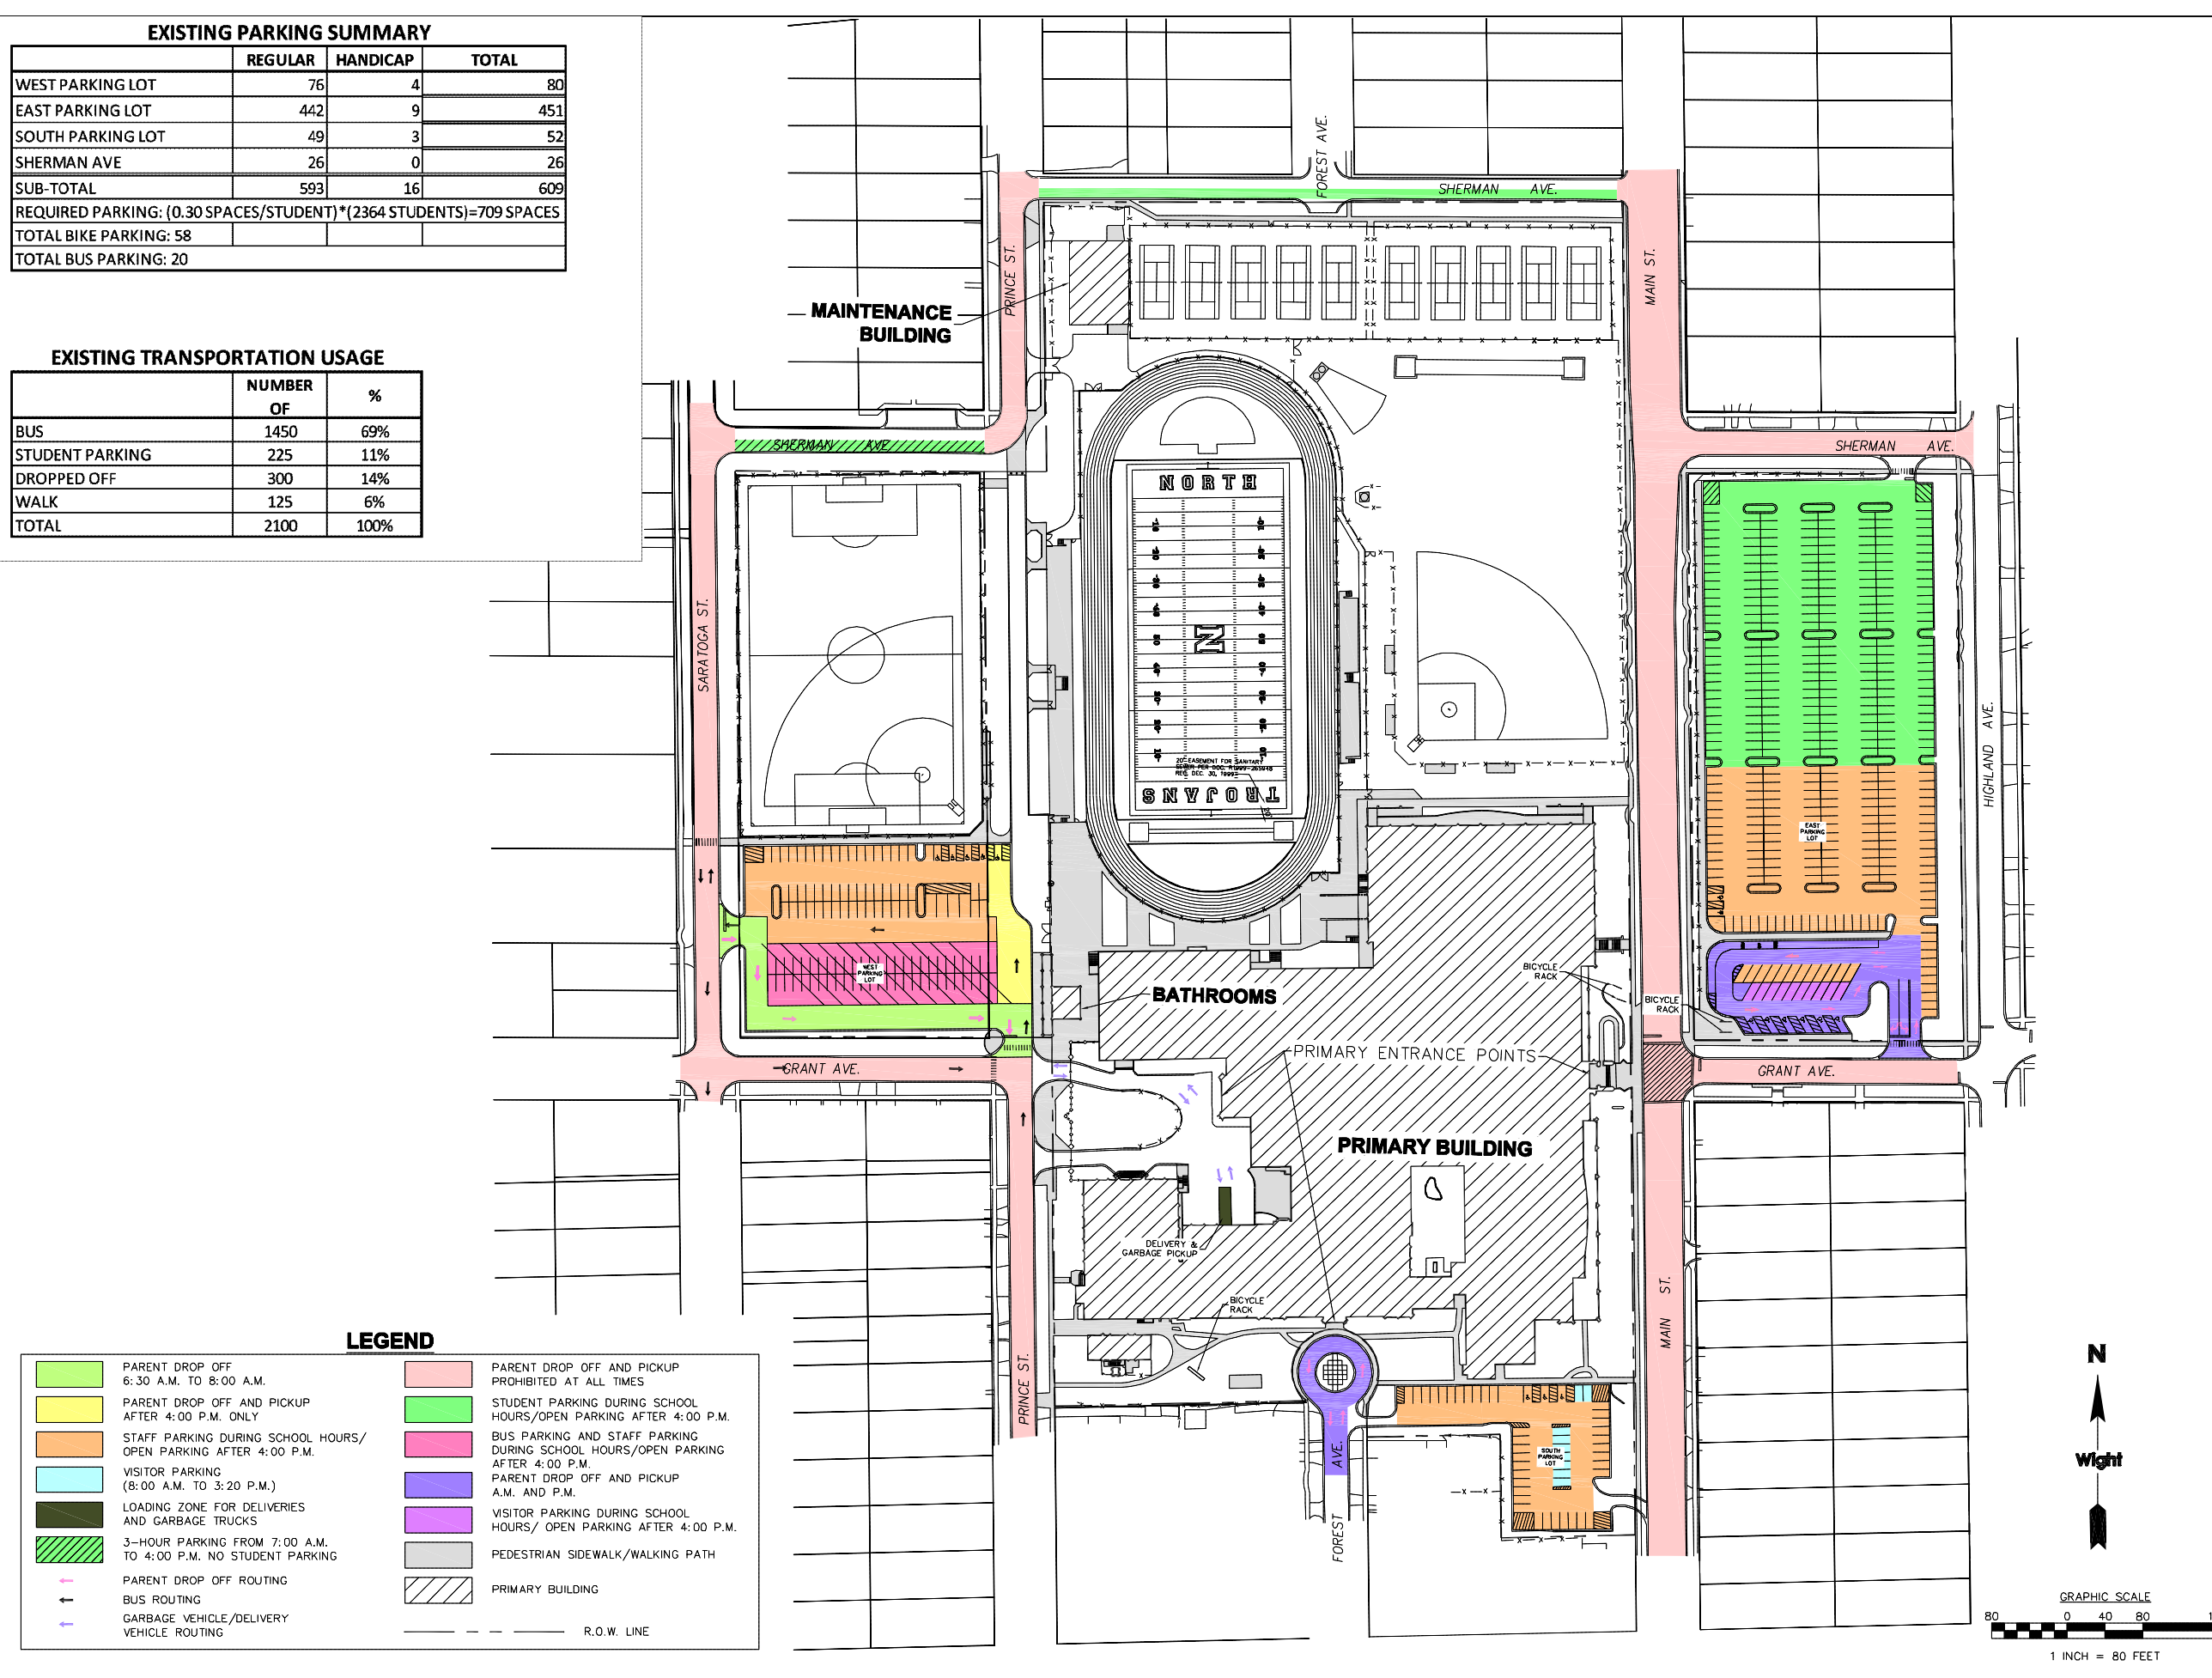 EXISTING PARKING SUMMARY
REGULAR HANDICAP TOTAL
WEST PARKING LOT 76 4 80
EAST PARKING LOT 442 9 451
SOUTH PARKING LOT 49 3 52
SHERMAN AVE 26 0 26
SUB-TOTAL 593 16 609
REQUIRED PARKING: (0.30 SPACES/STUDENT)*(2364 STUDENTS)=709 SPACES
TOTAL BIKE PARKING: 58
TOTAL BUS PARKING: 20
EXISTING TRANSPORTATION USAGE
NUMBER OF %
BUS 1450 69%
STUDENT PARKING 225 11%
DROPPED OFF 300 14%
WALK 125 6%
TOTAL 2100 100%
FOREST AVE.
SHERMAN AVE.
PRINCE ST.
MAIN ST.
MAINTENANCE
BUILDING
SHERMAN AVE.
SHERMAN AVE.
NORTH
N
SARATOGA ST.
HIGHLAND AVE.
20' EASEMENT FOR SANITARY
TROJANS
EAST
PARKING
LOT
WEST
PARKING
LOT
BATHROOMS
BICYCLE
RACK
BICYCLE
RACK
PRIMARY ENTRANCE POINTS
GRANT AVE.
GRANT AVE.
PRIMARY BUILDING
DELIVERY &
GARBAGE PICKUP
BICYCLE
RACK
MAIN ST.
PRINCE ST.
FOREST AVE.
SOUTH
PARKING
LOT
LEGEND
PARENT DROP OFF
6:30 A.M. TO 8:00 A.M.
PARENT DROP OFF AND PICKUP
AFTER 4:00 P.M. ONLY
STAFF PARKING DURING SCHOOL HOURS/
OPEN PARKING AFTER 4:00 P.M.
VISITOR PARKING
(8:00 A.M. TO 3:20 P.M.)
LOADING ZONE FOR DELIVERIES
AND GARBAGE TRUCKS
3-HOUR PARKING FROM 7:00 A.M.
TO 4:00 P.M. NO STUDENT PARKING
PARENT DROP OFF ROUTING
BUS ROUTING
GARBAGE VEHICLE/DELIVERY
VEHICLE ROUTING
PARENT DROP OFF AND PICKUP
PROHIBITED AT ALL TIMES
STUDENT PARKING DURING SCHOOL
HOURS/OPEN PARKING AFTER 4:00 P.M.
BUS PARKING AND STAFF PARKING
DURING SCHOOL HOURS/OPEN PARKING
AFTER 4:00 P.M.
PARENT DROP OFF AND PICKUP
A.M. AND P.M.
VISITOR PARKING DURING SCHOOL
HOURS/ OPEN PARKING AFTER 4:00 P.M.
PEDESTRIAN SIDEWALK/WALKING PATH
PRIMARY BUILDING
R.O.W. LINE
N
Wight
GRAPHIC SCALE
80 0 40 80
1 INCH = 80 FEET